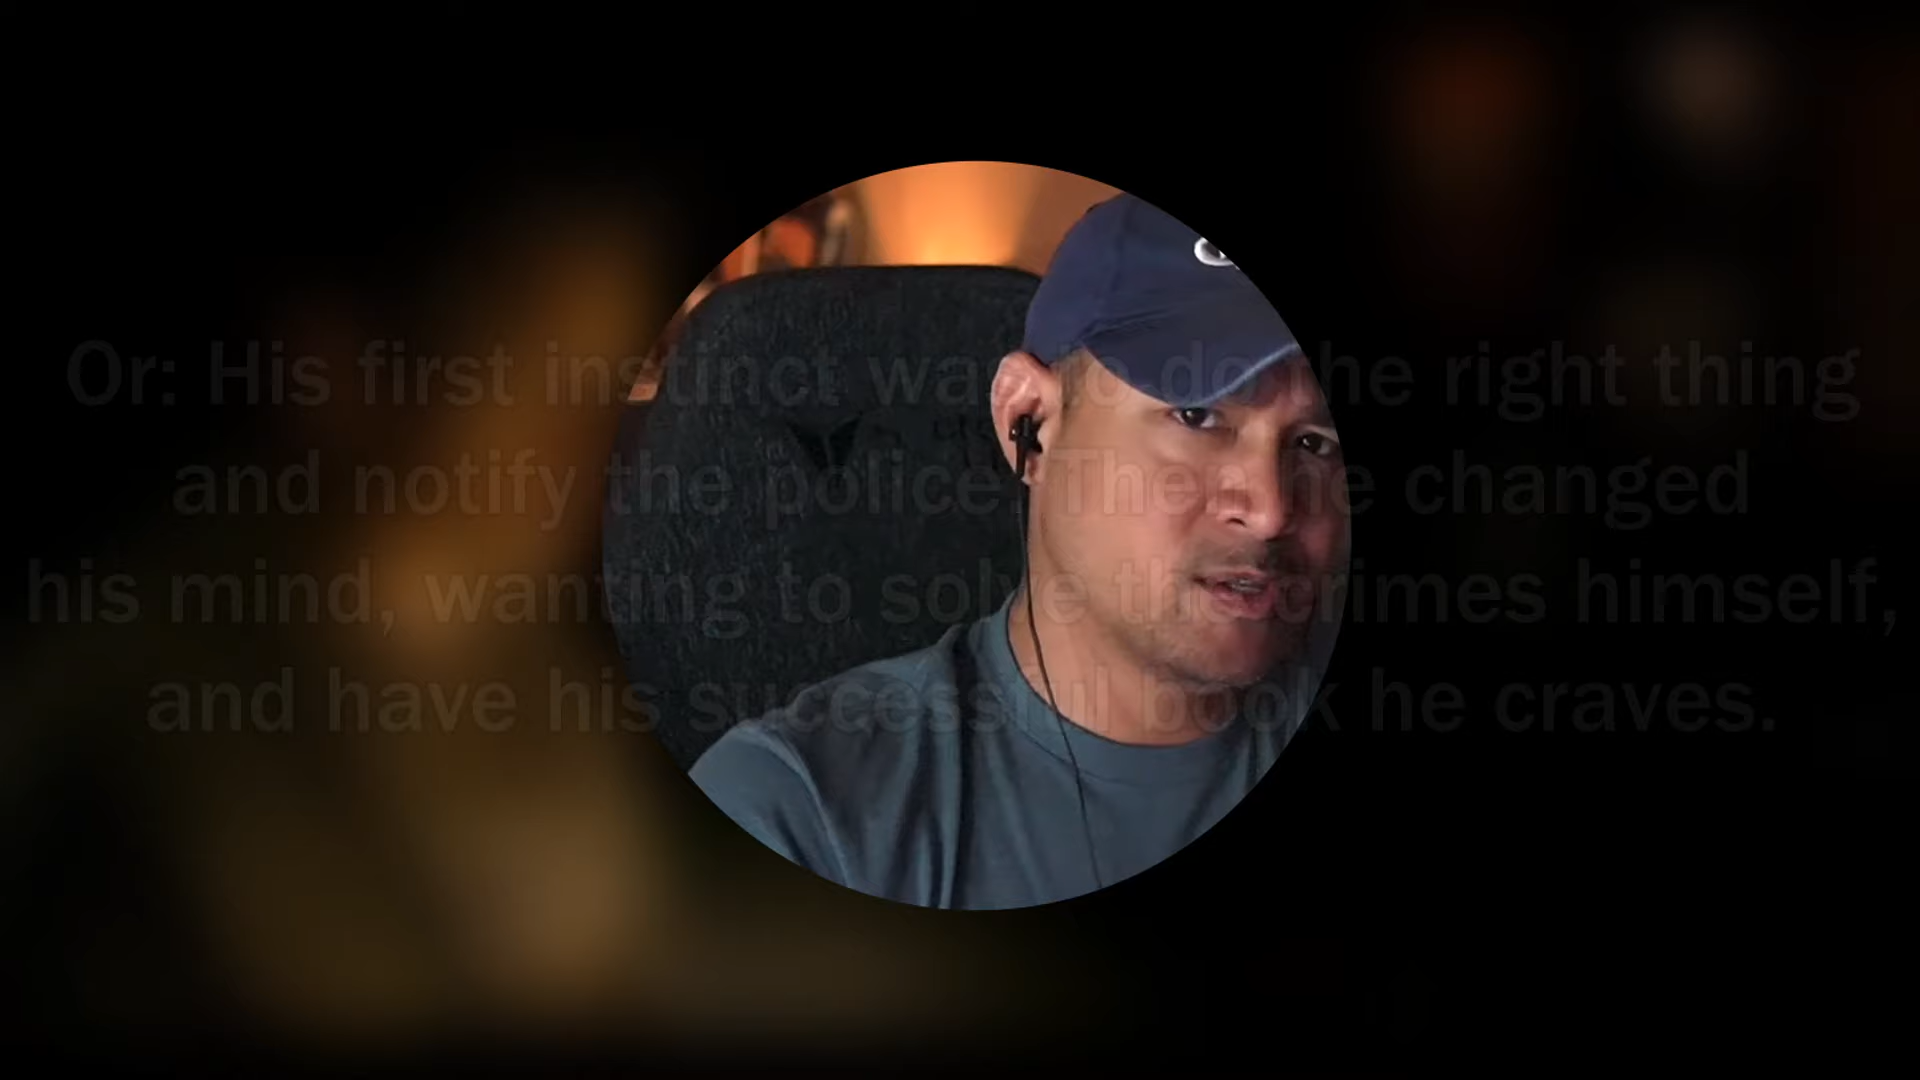 Or: His first instinct was to do the right thing
and notify the police. Then he changed
his mind, wanting to solve the crimes himself,
and have his successful book he craves.